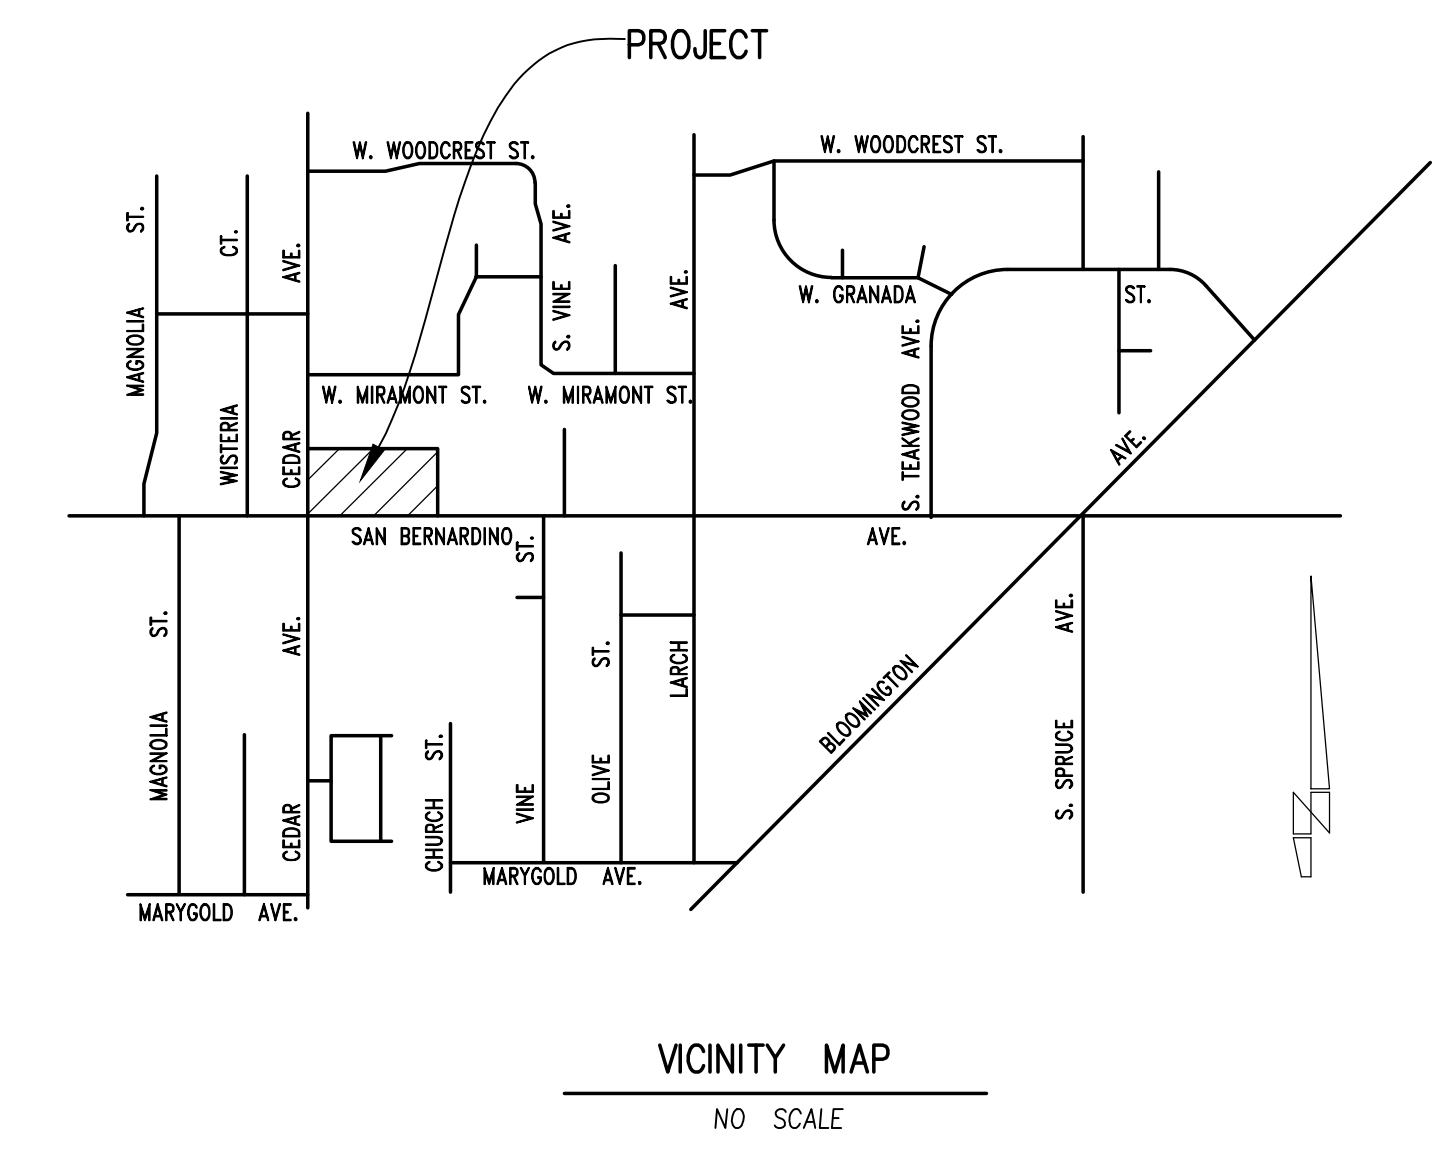 PROJECT
W. WOODCREST ST.
W. WOODCREST ST.
MAGNOLIA ST.
WISTERIA CT.
CEDAR AVE.
S. VINE AVE.
LARCH AVE.
W. GRANADA ST.
W. MIRAMONT ST.
W. MIRAMONT ST.
S. TEAKWOOD AVE.
SAN BERNARDINO AVE.
BLOOMINGTON AVE.
MAGNOLIA ST.
CEDAR AVE.
CHURCH ST.
VINE ST.
OLIVE ST.
S. SPRUCE AVE.
N
MARYGOLD AVE.
MARYGOLD AVE.
VICINITY MAP
NO SCALE